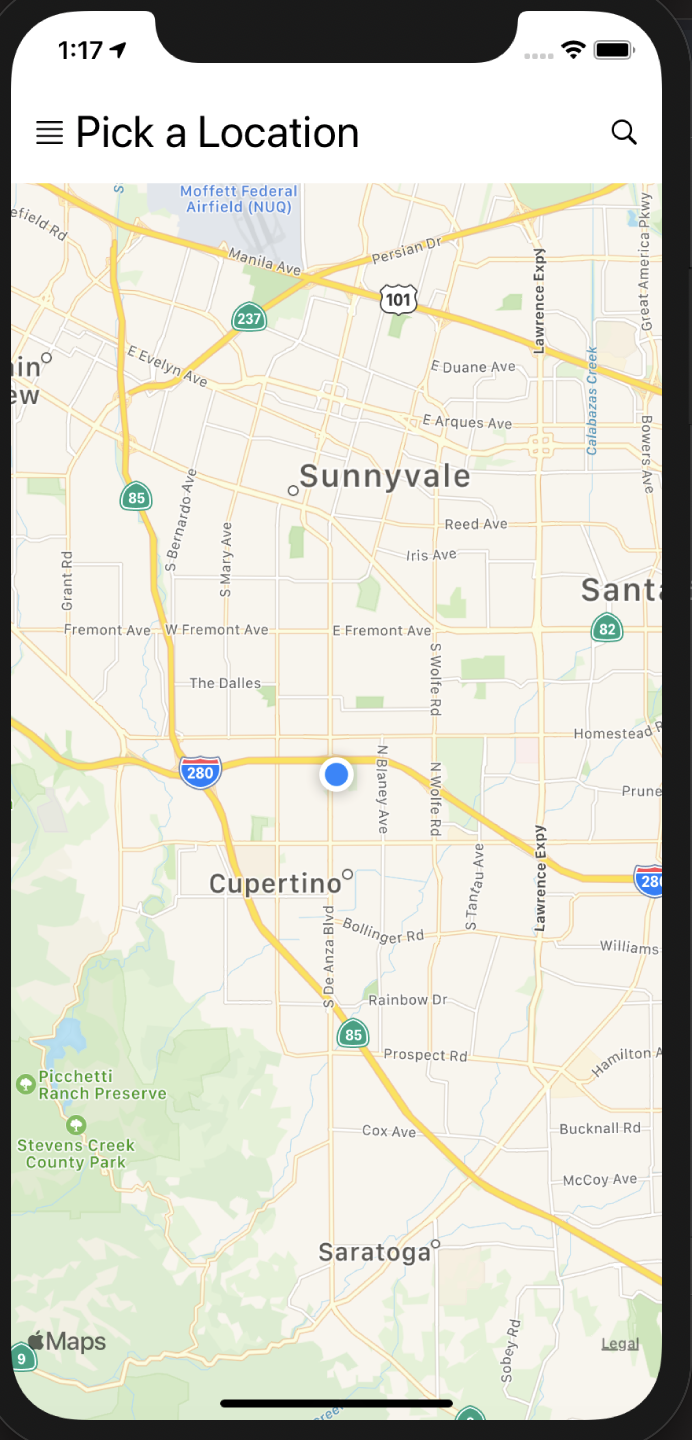 1:17
Pick a Location
Moffett Federal
Airfield (NUQ)
efield Rd
Manila Ave
Persian Dr
101
237
Lawrence Expy
Great America Pkwy
E Evelyn Ave
E Duane Ave
Calabazas Creek
ain
ew
E Arques Ave
Bowers Ave
Sunnyvale
85
S Bernardo Ave
S Mary Ave
Reed Ave
Iris Ave
Grant Rd
Santa
82
Fremont Ave
W Fremont Ave
E Fremont Ave
S Wolfe Rd
The Dalles
Homestead R
280
N Blaney Ave
N Wolfe Rd
Prune
Lawrence Expy
Cupertino
S Tantau Ave
280
S De Anza Blvd
Bollinger Rd
Williams
Rainbow Dr
85
Prospect Rd
Hamilton A
Picchetti
Ranch Preserve
Stevens Creek
County Park
Cox Ave
Bucknall Rd
McCoy Ave
Saratoga
Sobey Rd
Maps
Legal
9